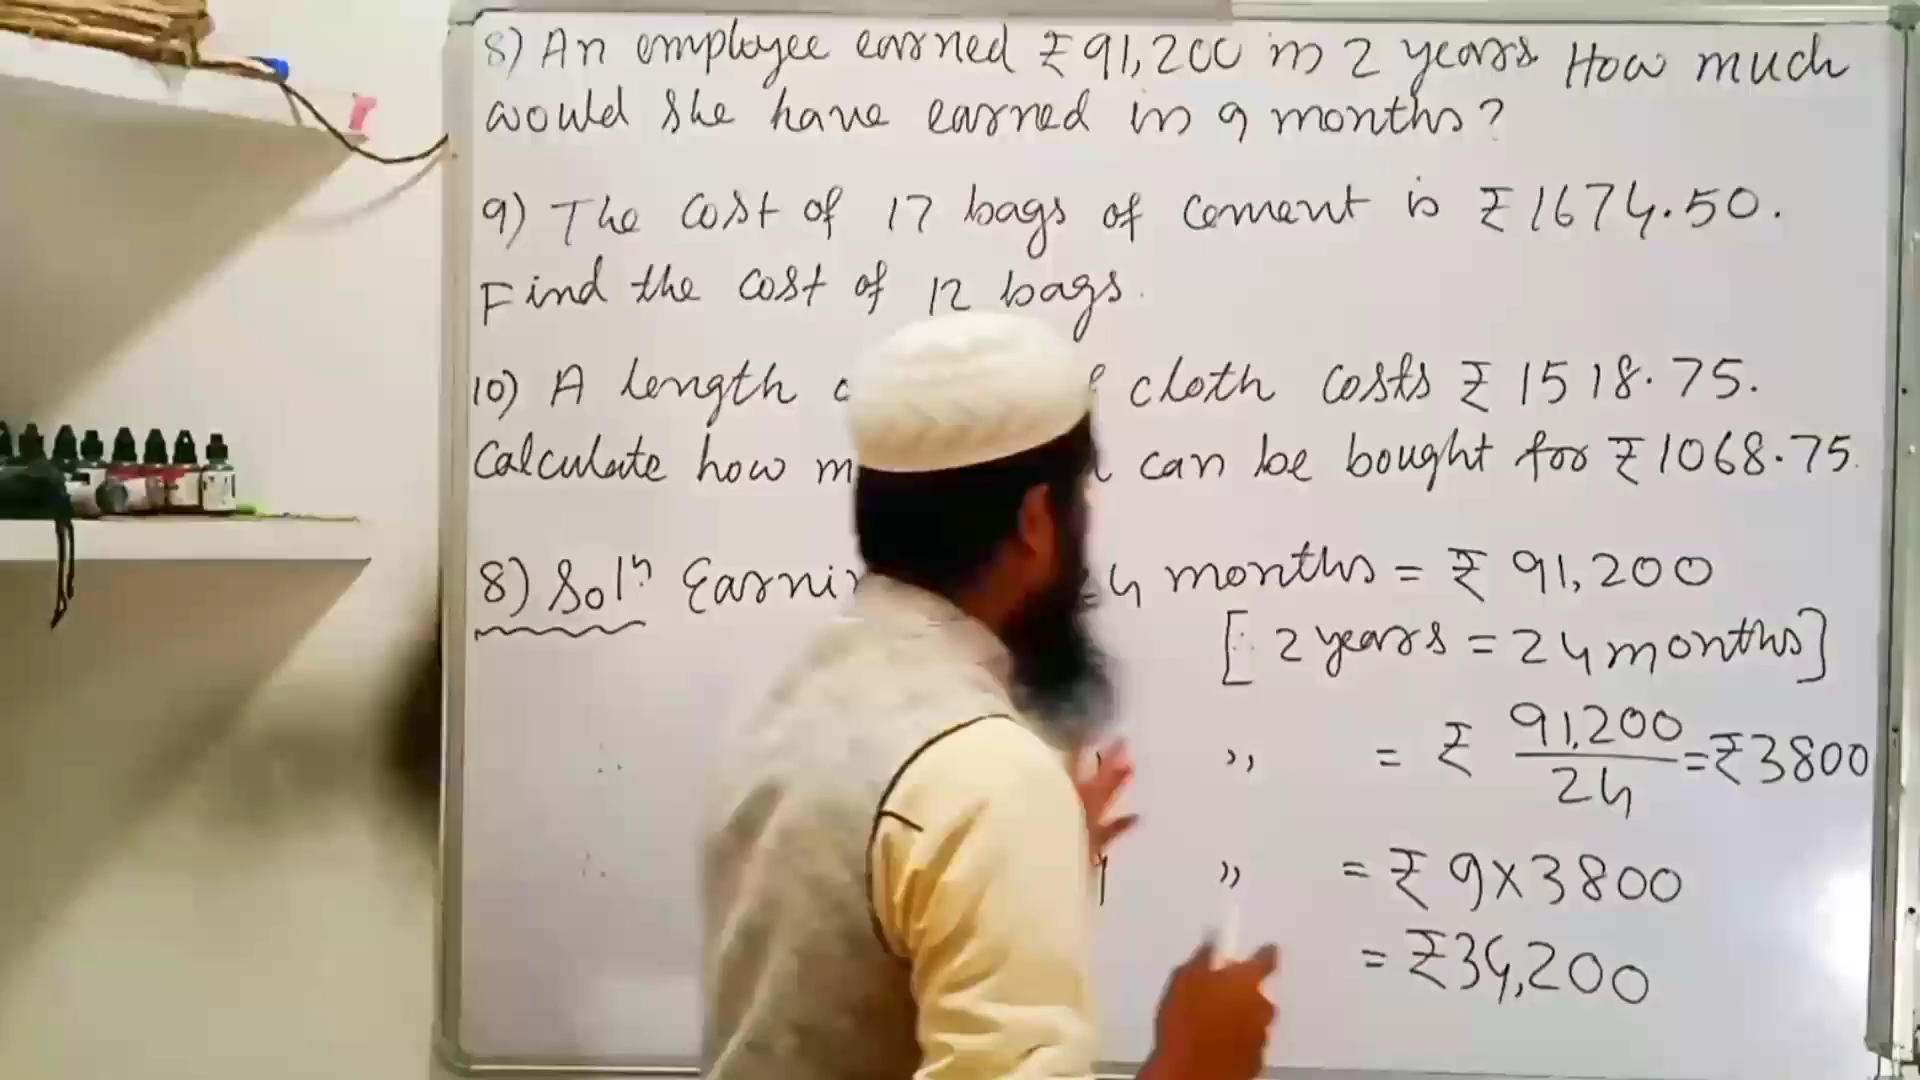 8) An employee earned ₹91,200 in 2 years. How much
would she have earned in 9 months?
9) The cost of 17 bags of cement is ₹1674.50.
Find the cost of 12 bags.
10) A length cloth costs ₹1518.75.
Calculate how can be bought for ₹1068.75.
8) Solⁿ: months = ₹ 91,200
[∵ 2 years = 24 months]
,, = ₹ 91,200/24 = ₹3800
,, = ₹ 9×3800
= ₹34,200